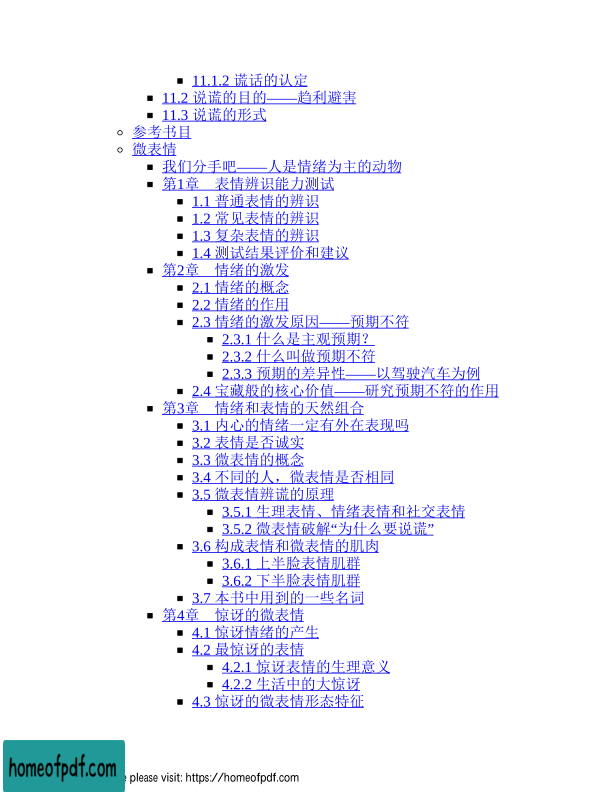 11.1.2 谎话的认定
11.2 说谎的目的——趋利避害
11.3 说谎的形式
参考书目
微表情
我们分手吧——人是情绪为主的动物
第1章　表情辨识能力测试
1.1 普通表情的辨识
1.2 常见表情的辨识
1.3 复杂表情的辨识
1.4 测试结果评价和建议
第2章　情绪的激发
2.1 情绪的概念
2.2 情绪的作用
2.3 情绪的激发原因——预期不符
2.3.1 什么是主观预期？
2.3.2 什么叫做预期不符
2.3.3 预期的差异性——以驾驶汽车为例
2.4 宝藏般的核心价值——研究预期不符的作用
第3章　情绪和表情的天然组合
3.1 内心的情绪一定有外在表现吗
3.2 表情是否诚实
3.3 微表情的概念
3.4 不同的人，微表情是否相同
3.5 微表情辨谎的原理
3.5.1 生理表情、情绪表情和社交表情
3.5.2 微表情破解“为什么要说谎”
3.6 构成表情和微表情的肌肉
3.6.1 上半脸表情肌群
3.6.2 下半脸表情肌群
3.7 本书中用到的一些名词
第4章　惊讶的微表情
4.1 惊讶情绪的产生
4.2 最惊讶的表情
4.2.1 惊讶表情的生理意义
4.2.2 生活中的大惊讶
4.3 惊讶的微表情形态特征
homeofpdf.com
please visit: https://homeofpdf.com